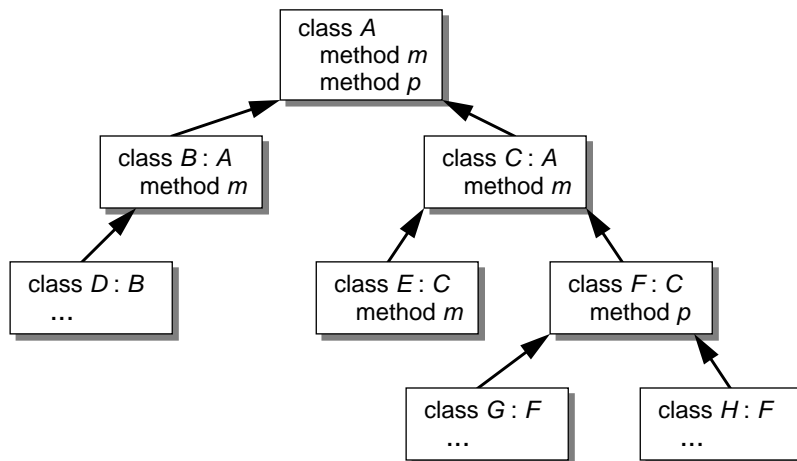 class A
method m
method p
class B : A
method m
class C : A
method m
class D : B
...
class E : C
method m
class F : C
method p
class G : F
...
class H : F
...